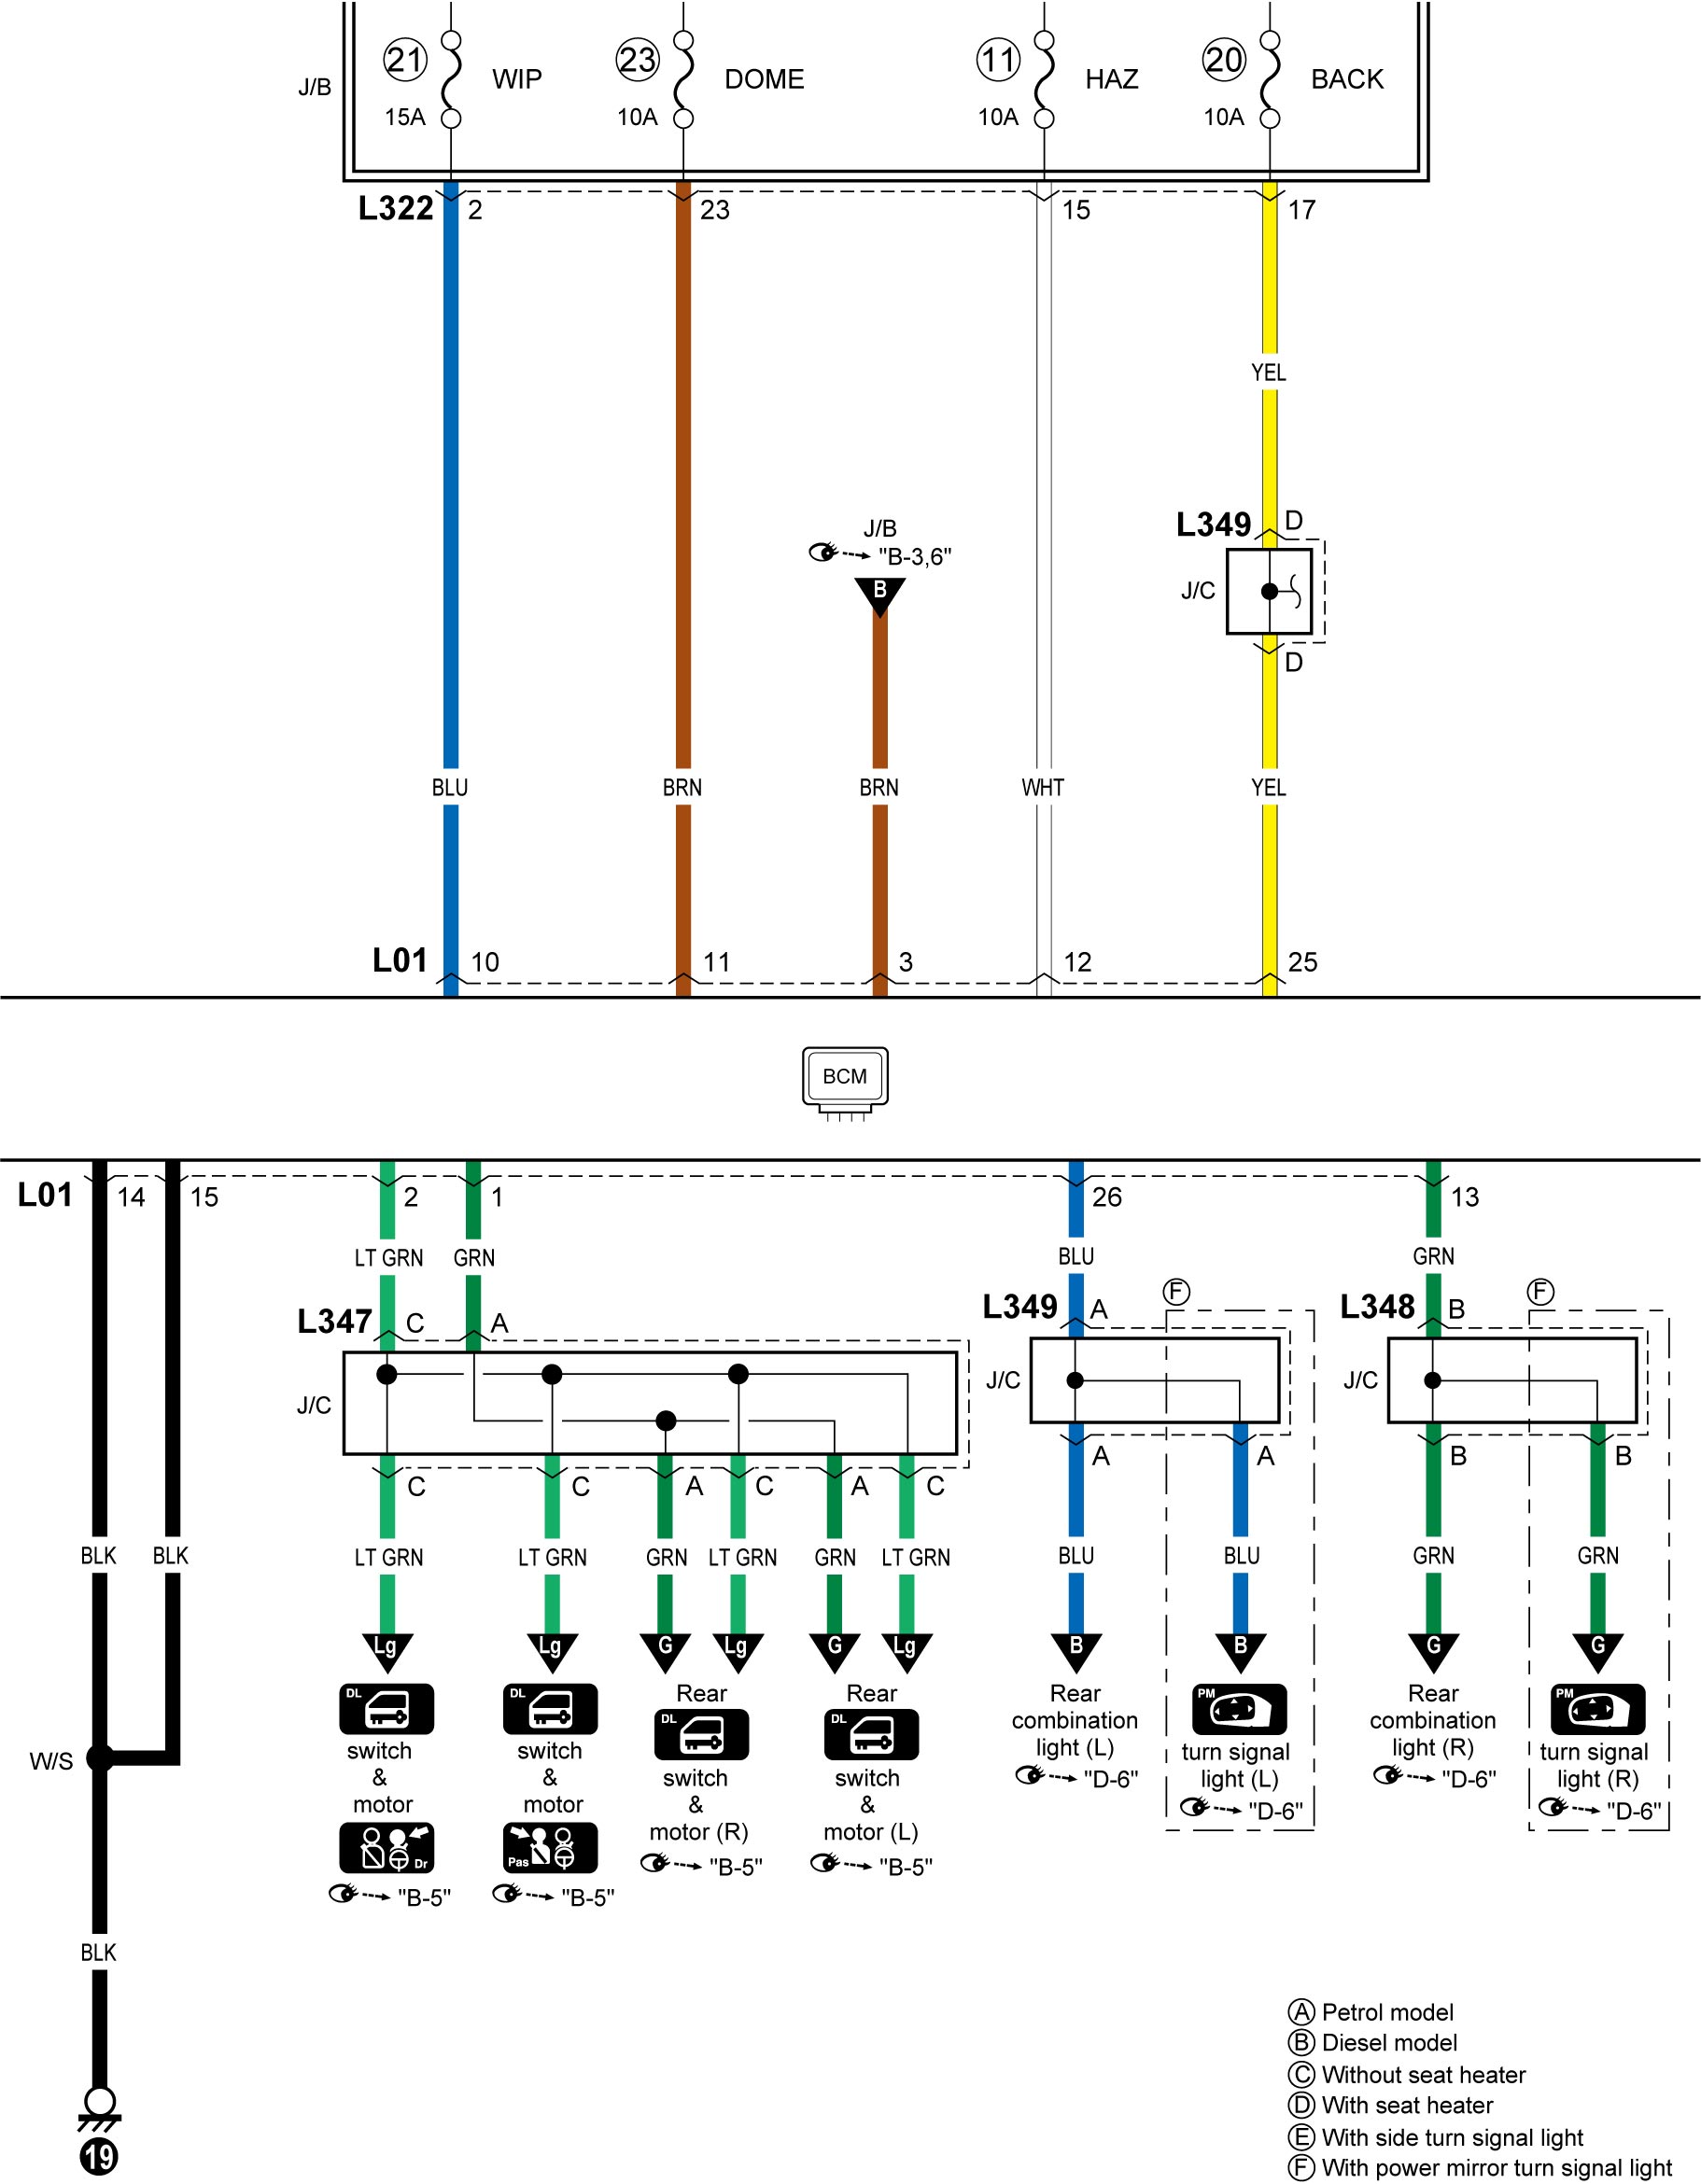 21
WIP
15A
23
DOME
10A
11
HAZ
10A
20
BACK
10A
J/B
L322
2
23
15
17
YEL
L349
D
J/B
"B-3,6"
B
J/C
D
BLU
BRN
BRN
WHT
YEL
L01
10
11
3
12
25
BCM
L01
14
15
2
1
26
13
LT GRN
GRN
BLU
GRN
F
F
L347
C
A
L349
A
L348
B
J/C
J/C
J/C
C
C
A
C
A
C
A
A
B
B
BLK
BLK
LT GRN
LT GRN
GRN
LT GRN
GRN
LT GRN
BLU
BLU
GRN
GRN
Lg
Lg
G
Lg
G
Lg
B
B
G
G
DL
switch
&
motor
Dr
"B-5"
DL
switch
&
motor
Pas
"B-5"
Rear
DL
switch
&
motor (R)
"B-5"
Rear
DL
switch
&
motor (L)
"B-5"
Rear
combination
light (L)
"D-6"
PM
turn signal
light (L)
"D-6"
Rear
combination
light (R)
"D-6"
PM
turn signal
light (R)
"D-6"
W/S
BLK
19
A Petrol model
B Diesel model
C Without seat heater
D With seat heater
E With side turn signal light
F With power mirror turn signal light